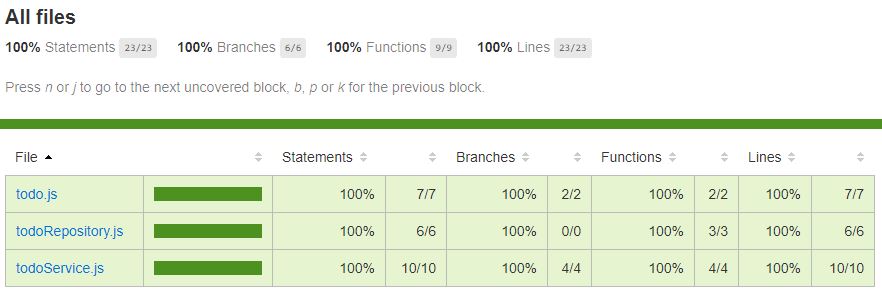 All files
100% Statements 23/23 100% Branches 6/6 100% Functions 9/9 100% Lines 23/23
Press n or j to go to the next uncovered block, b, p or k for the previous block.
File Statements Branches Functions Lines
todo.js 100% 7/7 100% 2/2 100% 2/2 100% 7/7
todoRepository.js 100% 6/6 100% 0/0 100% 3/3 100% 6/6
todoService.js 100% 10/10 100% 4/4 100% 4/4 100% 10/10